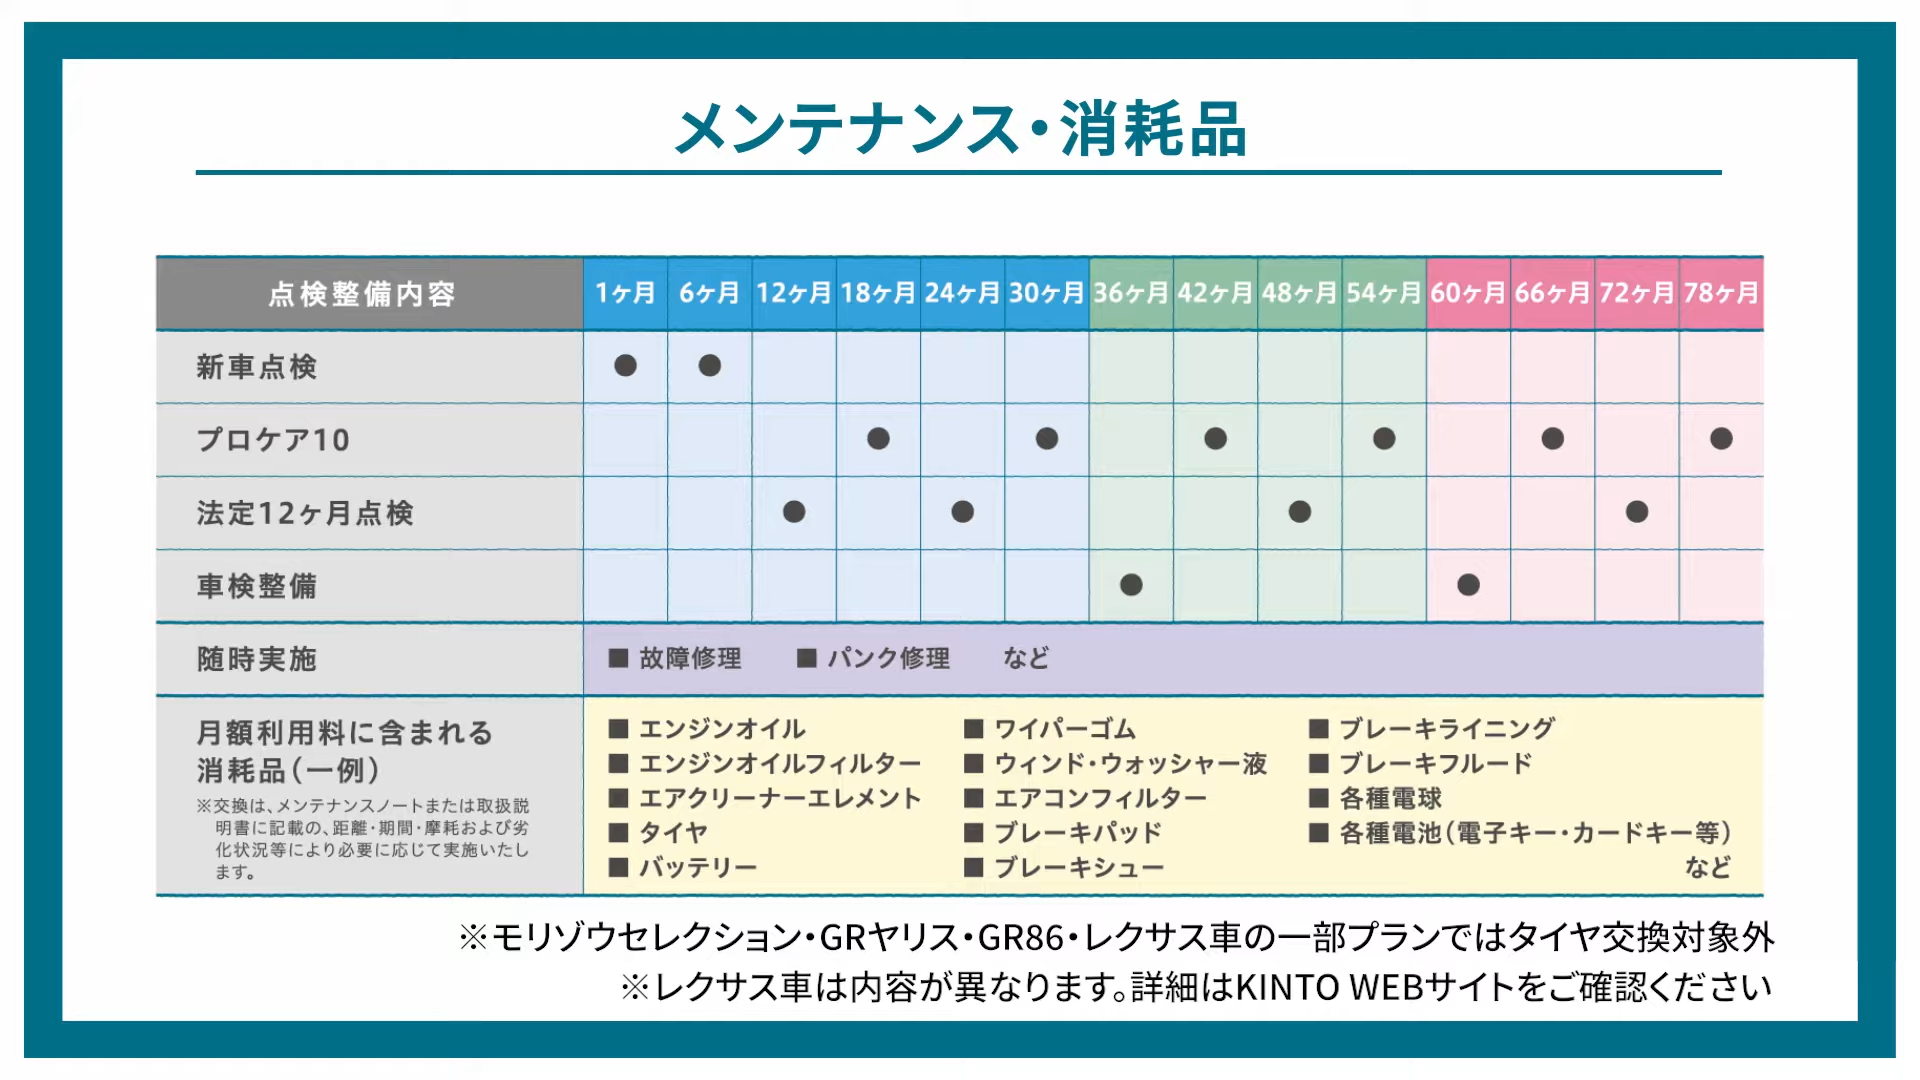 メンテナンス・消耗品
点検整備内容 1ヶ月 6ヶ月 12ヶ月 18ヶ月 24ヶ月 30ヶ月 36ヶ月 42ヶ月 48ヶ月 54ヶ月 60ヶ月 66ヶ月 72ヶ月 78ヶ月
新車点検 ● ●
プロケア10 ● ● ● ● ● ●
法定12ヶ月点検 ● ● ● ●
車検整備 ● ●
随時実施 ■ 故障修理 ■ パンク修理 など
月額利用料に含まれる
消耗品(一例)
※交換は、メンテナンスノートまたは取扱説
明書に記載の、距離・期間・摩耗および劣
化状況等により必要に応じて実施いたし
ます。
■ エンジンオイル
■ エンジンオイルフィルター
■ エアクリーナーエレメント
■ タイヤ
■ バッテリー
■ ワイパーゴム
■ ウィンド・ウォッシャー液
■ エアコンフィルター
■ ブレーキパッド
■ ブレーキシュー
■ ブレーキライニング
■ ブレーキフルード
■ 各種電球
■ 各種電池(電子キー・カードキー等)
など
※モリゾウセレクション・GRヤリス・GR86・レクサス車の一部プランではタイヤ交換対象外
※レクサス車は内容が異なります。詳細はKINTO WEBサイトをご確認ください